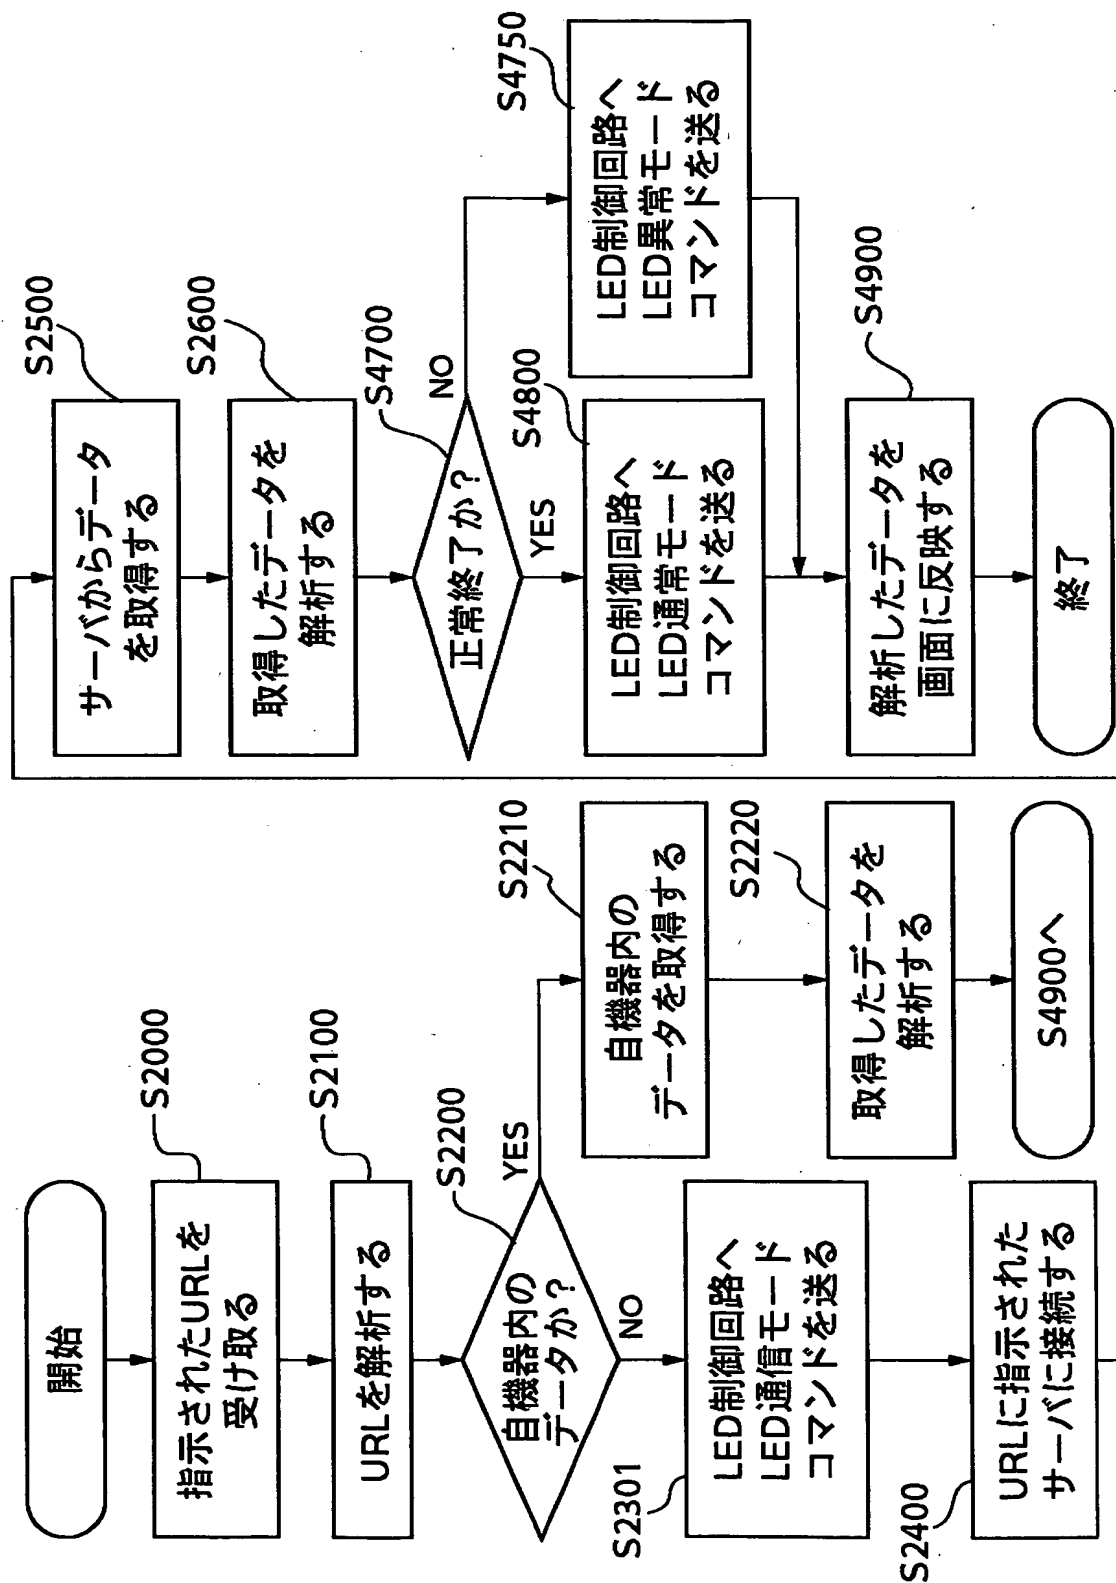 開始
S2000
指示されたURLを
受け取る
S2100
URLを解析する
S2200
自機器内の
データか?
YES
NO
S2210
自機器内の
データを取得する
S2220
取得したデータを
解析する
S4900へ
S2301
LED制御回路へ
LED通信モード
コマンドを送る
S2400
URLに指示された
サーバに接続する
S2500
サーバからデータ
を取得する
S2600
取得したデータを
解析する
S4700
正常終了か?
NO
YES
S4750
LED制御回路へ
LED異常モード
コマンドを送る
S4800
LED制御回路へ
LED通常モード
コマンドを送る
S4900
解析したデータを
画面に反映する
終了